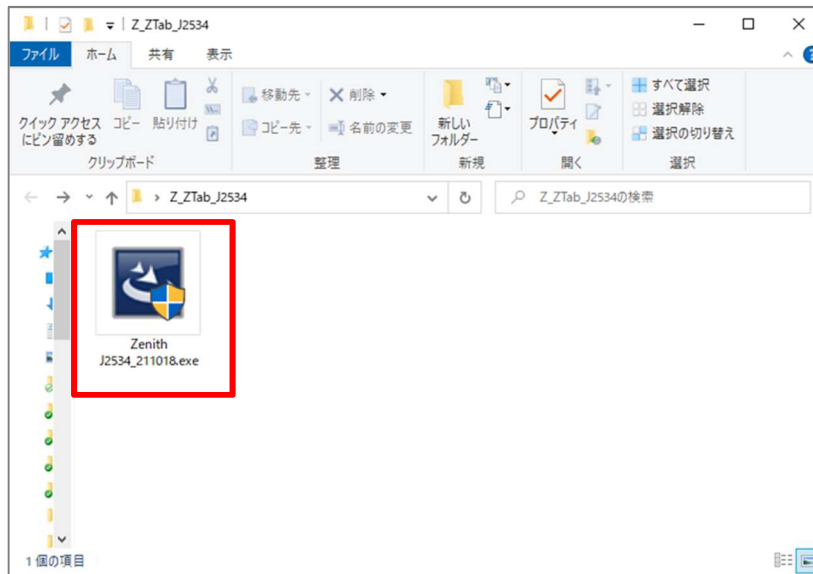 Z_ZTab_J2534
ファイル ホーム 共有 表示
クイック アクセス
にピン留めする
コピー
貼り付け
移動先
コピー先
削除
名前の変更
新しい
フォルダー
プロパティ
すべて選択
選択解除
選択の切り替え
クリップボード 整理 新規 開く 選択
Z_ZTab_J2534
Z_ZTab_J2534の検索
Zenith
J2534_211018.exe
1 個の項目